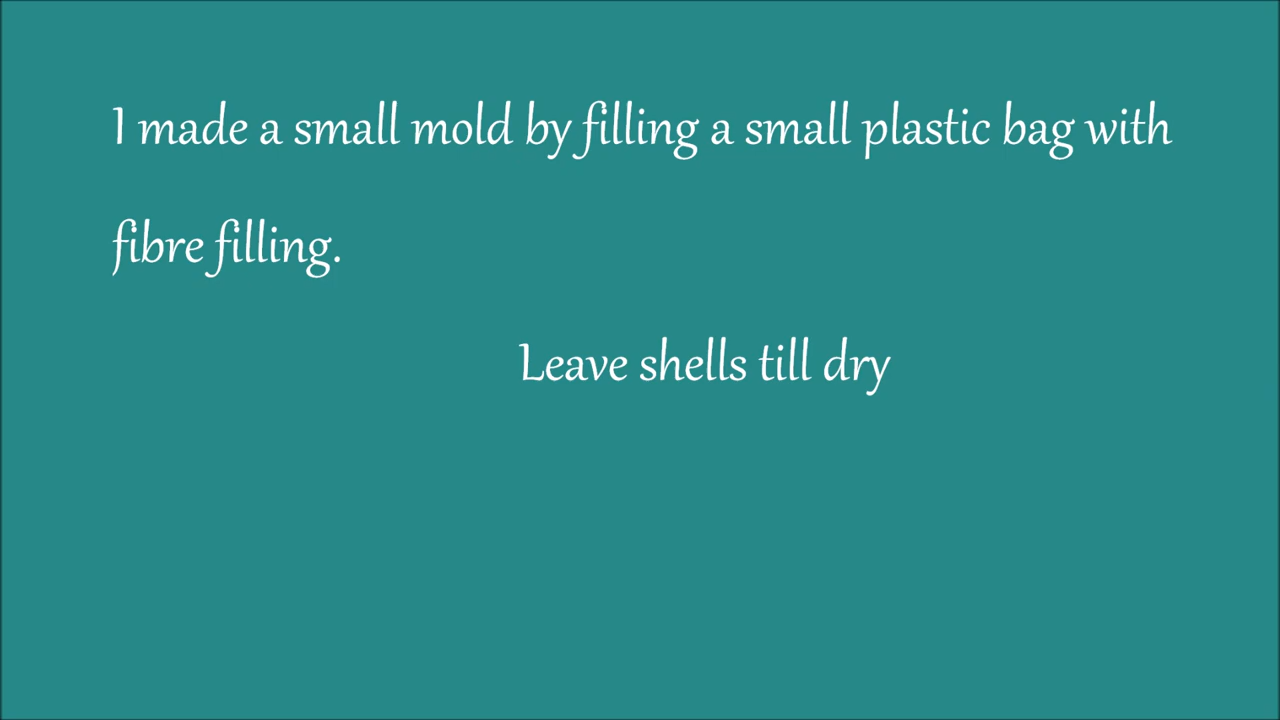 I made a small mold by filling a small plastic bag with
fibre filling.
Leave shells till dry